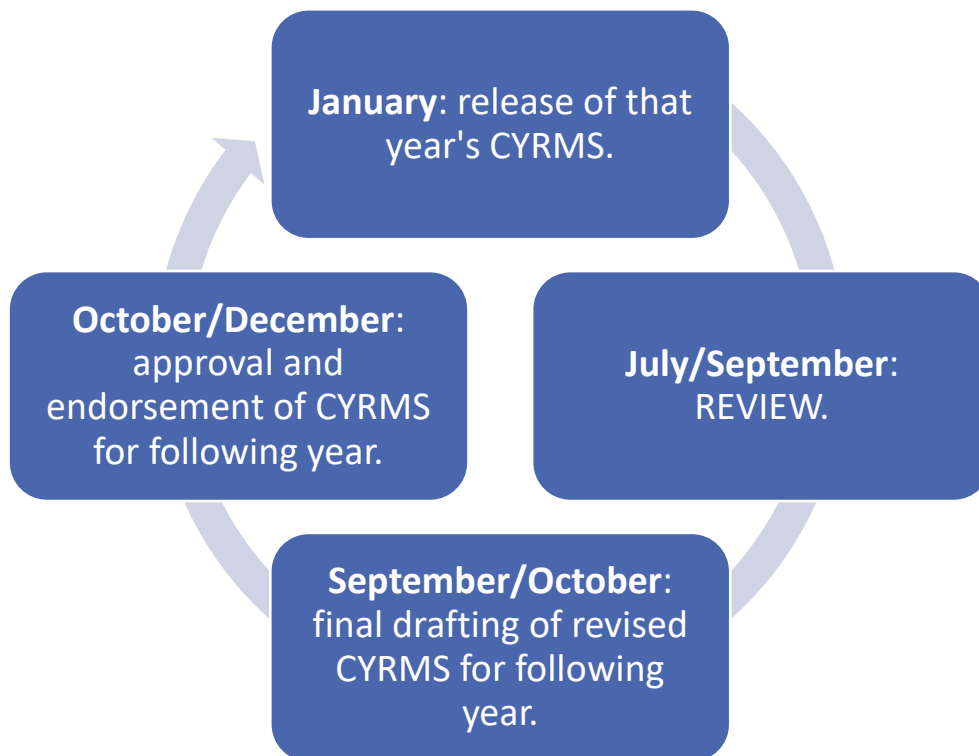 January: release of that
year's CYRMS.
July/September:
REVIEW.
September/October:
final drafting of revised
CYRMS for following
year.
October/December:
approval and
endorsement of CYRMS
for following year.